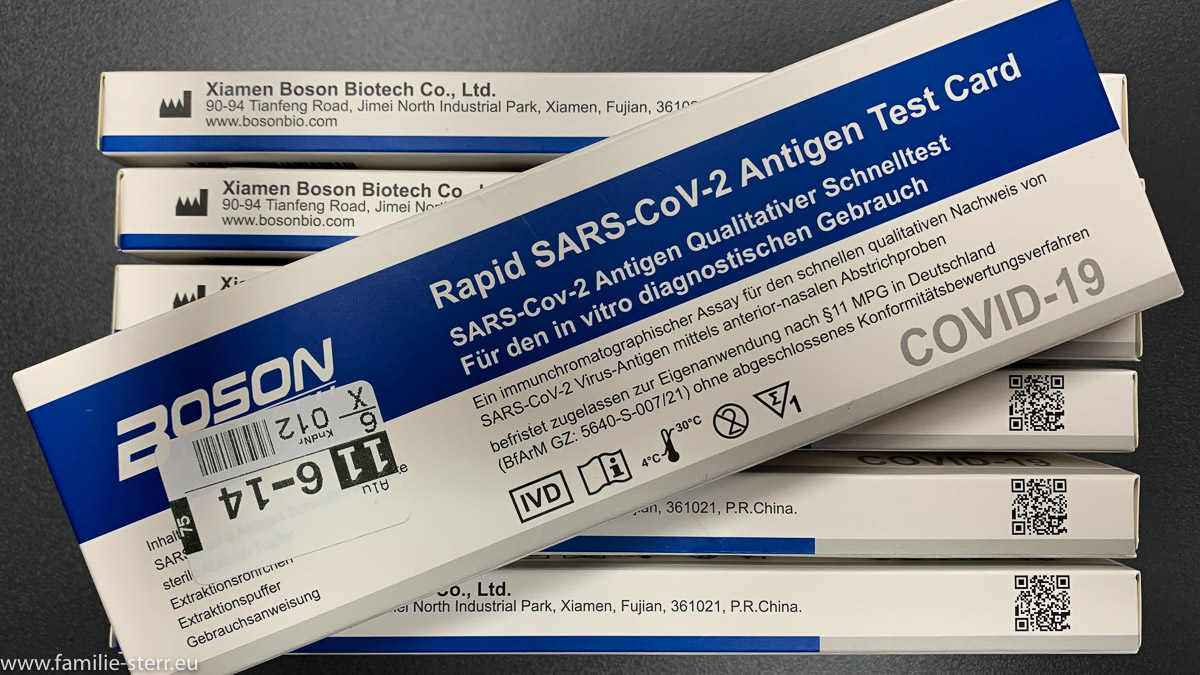 Xiamen Boson Biotech Co., Ltd.
90-94 Tianfeng Road, Jimei North Industrial Park, Xiamen, Fujian,
www.bosonbio.com
Xiamen Boson Biotech Co.,
90-94 Tianfeng Road, Jimei
www.bosonbio.com
Rapid SARS-CoV-2 Antigen Test Card
SARS-Cov-2 Antigen Qualitativer Schnelltest
Für den in vitro diagnostischen Gebrauch
Ein immunchromatographischer Assay für den schnellen qualitativen Nachweis von
SARS-CoV-2 Virus-Antigen mittels anterior-nasalen Abstrichproben
befristet zugelassen zur Eigenanwendung nach §11 MPG in Deutschland
(BfArM GZ: 5640-S-007/21) ohne abgeschlossenes Konformitätsbewertungsverfahren
COVID-19
IVD
4°C
30°C
Σ
1
BOSON
X
6
012
KndNr
11
6-14
75
Extraktionsröhrchen
Extraktionspuffer
Gebrauchsanweisung
COVID-19
361021, P.R.China.
Co., Ltd.
North Industrial Park, Xiamen, Fujian, 361021, P.R.China.
www.familie-sterr.eu